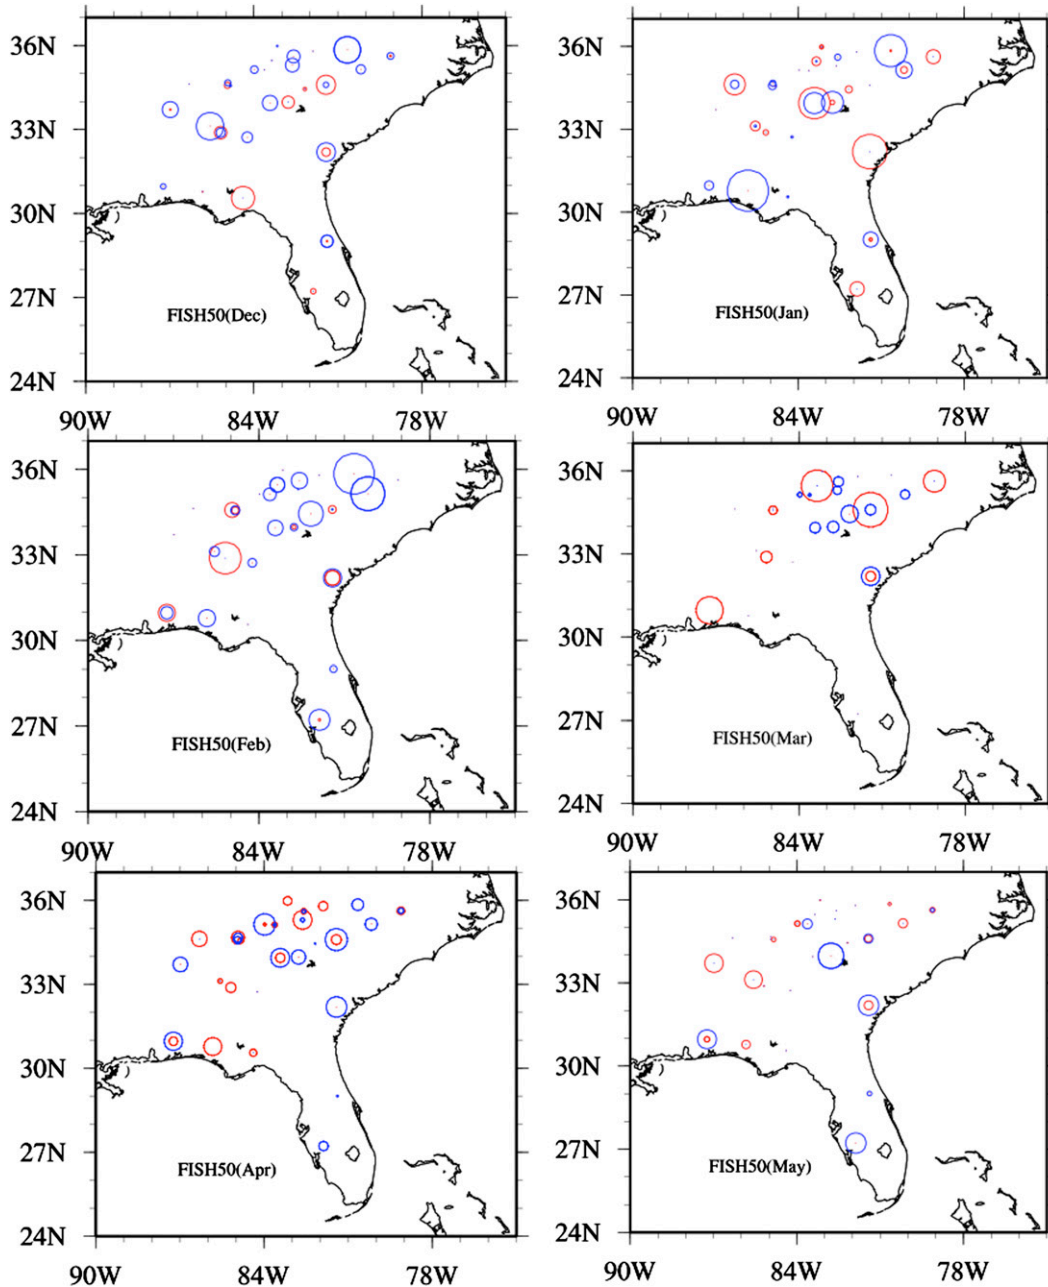 36N
33N
30N
27N
24N
FISH50(Dec)
90W
84W
78W
36N
33N
30N
27N
24N
FISH50(Jan)
90W
84W
78W
36N
33N
30N
27N
24N
FISH50(Feb)
90W
84W
78W
36N
33N
30N
27N
24N
FISH50(Mar)
90W
84W
78W
36N
33N
30N
27N
24N
FISH50(Apr)
90W
84W
78W
36N
33N
30N
27N
24N
FISH50(May)
90W
84W
78W